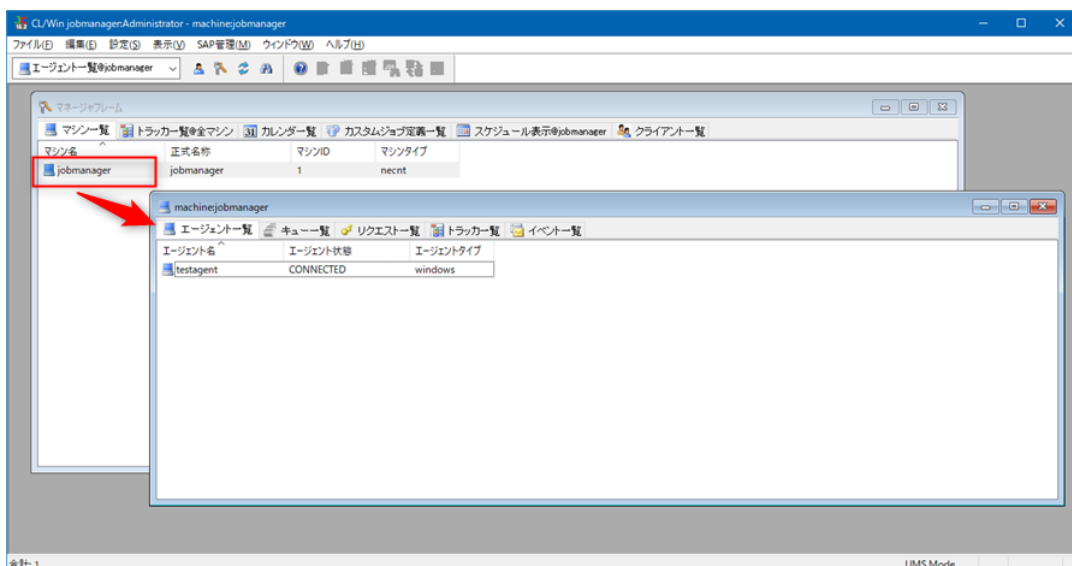 CL/Win jobmanager:Administrator - machine:jobmanager
ファイル(F) 編集(E) 設定(S) 表示(V) SAP管理(M) ウィンドウ(W) ヘルプ(H)
エージェント一覧@jobmanager
マネージャフレーム
マシン一覧 トラッカ一覧@全マシン 31 カレンダー一覧 カスタムジョブ定義一覧 スケジュール表示@jobmanager クライアント一覧
マシン名 正式名称 マシンID マシンタイプ
jobmanager jobmanager 1 necnt
machine:jobmanager
エージェント一覧 キュー一覧 リクエスト一覧 トラッカ一覧 イベント一覧
エージェント名 エージェント状態 エージェントタイプ
testagent CONNECTED windows
合計: 1 UMS Mode